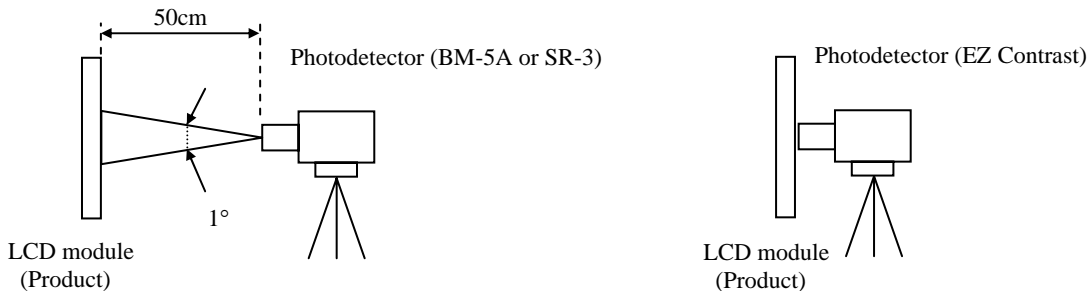 50cm
Photodetector (BM-5A or SR-3)
1°
LCD module
(Product)
Photodetector (EZ Contrast)
LCD module
(Product)